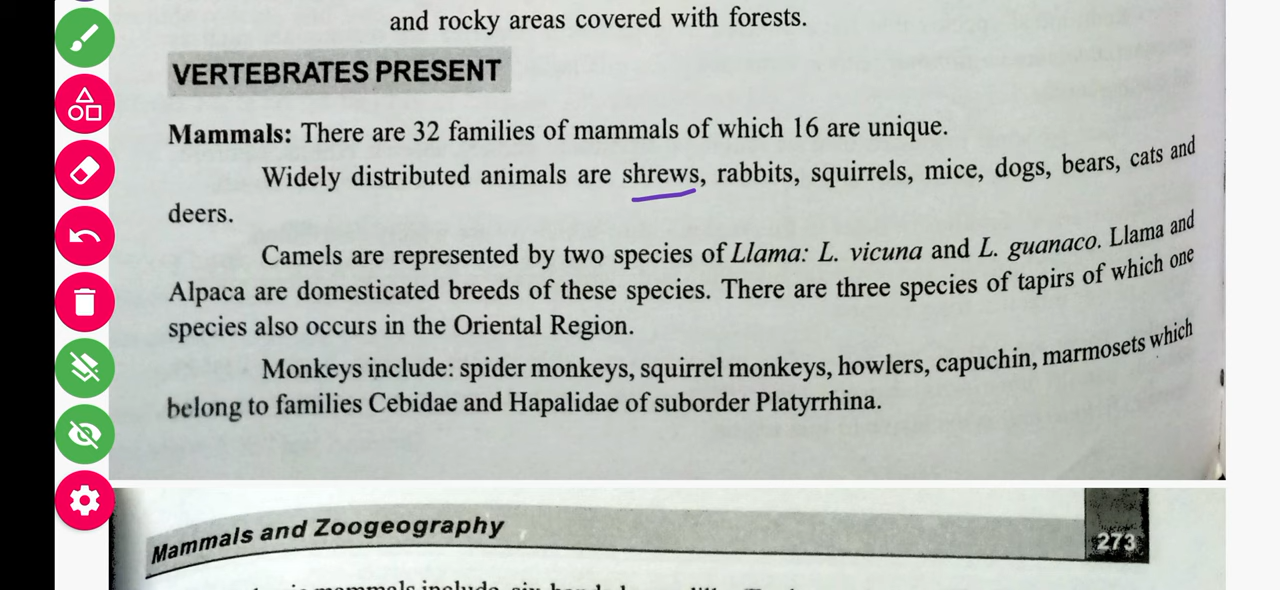 and rocky areas covered with forests.
VERTEBRATES PRESENT
Mammals: There are 32 families of mammals of which 16 are unique.
Widely distributed animals are shrews, rabbits, squirrels, mice, dogs, bears, cats and
deers.
Camels are represented by two species of Llama: L. vicuna and L. guanaco. Llama and
Alpaca are domesticated breeds of these species. There are three species of tapirs of which one
species also occurs in the Oriental Region.
Monkeys include: spider monkeys, squirrel monkeys, howlers, capuchin, marmosets which
belong to families Cebidae and Hapalidae of suborder Platyrrhina.
Mammals and Zoogeography
273